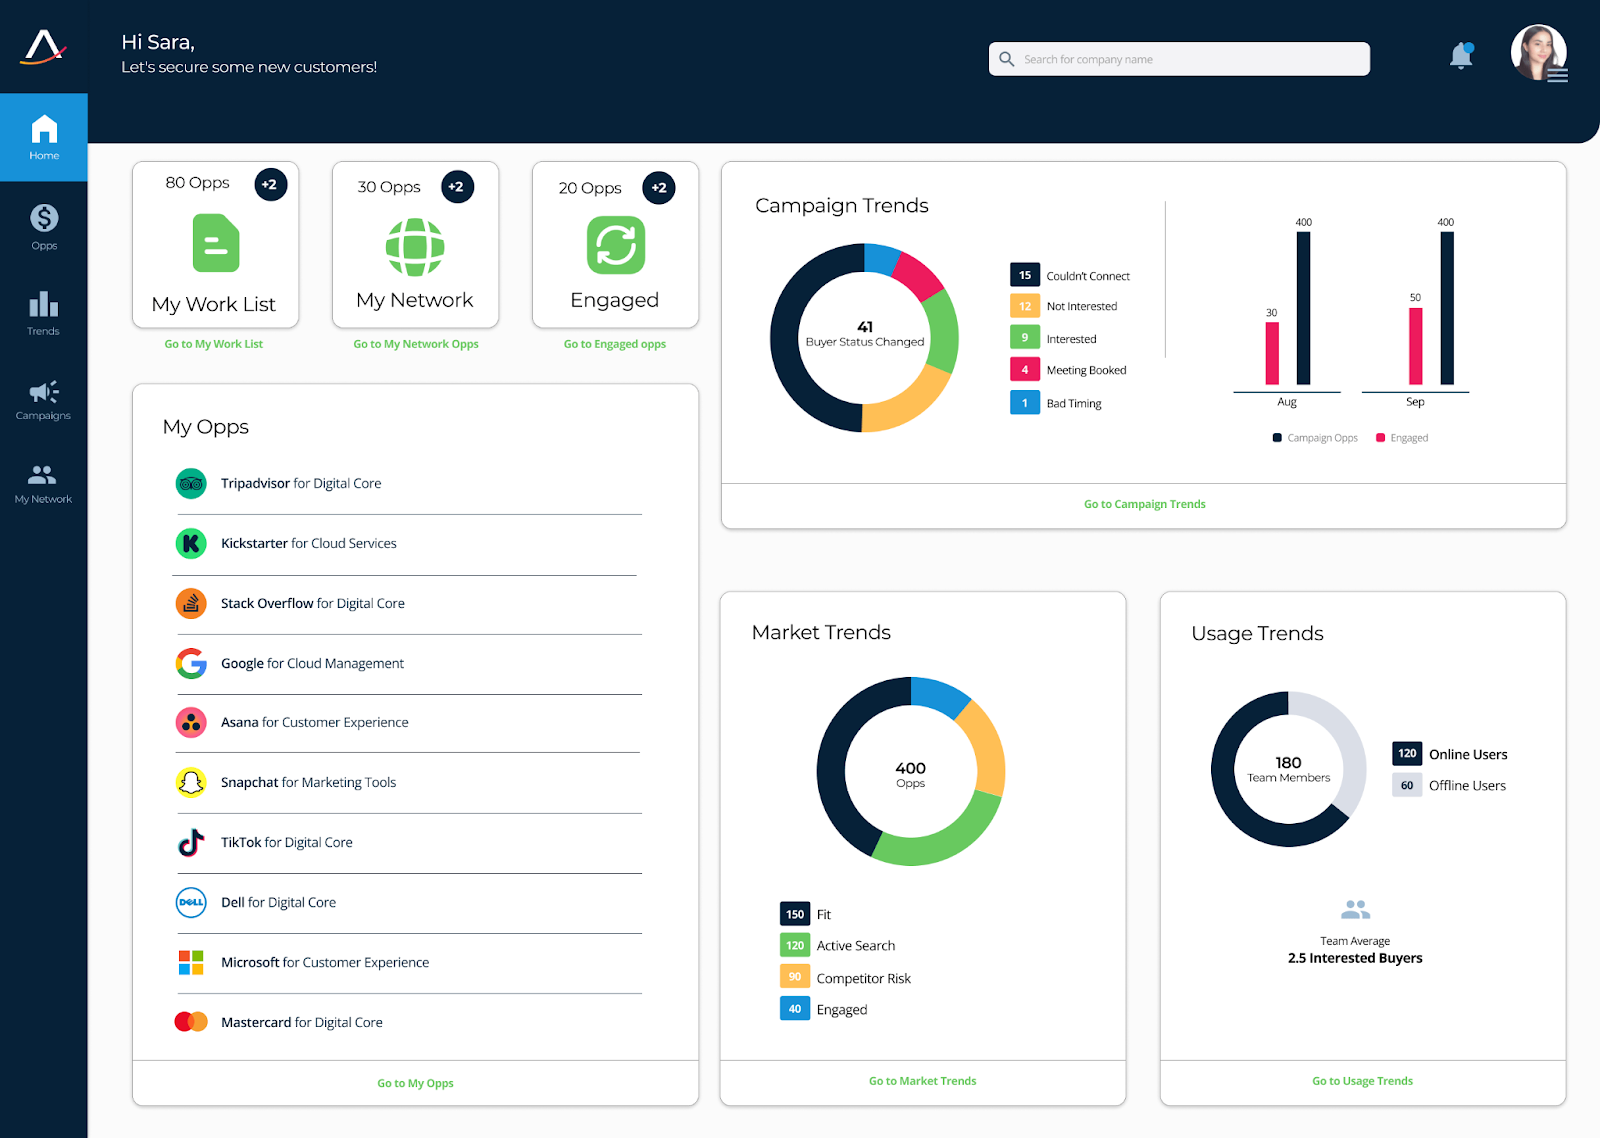 Hi Sara,
Let's secure some new customers!
Search for company name
Home
Opps
Trends
Campaigns
My Network
80 Opps
+2
My Work List
Go to My Work List
30 Opps
+2
My Network
Go to My Network Opps
20 Opps
+2
Engaged
Go to Engaged opps
My Opps
Tripadvisor for Digital Core
Kickstarter for Cloud Services
Stack Overflow for Digital Core
Google for Cloud Management
Asana for Customer Experience
Snapchat for Marketing Tools
TikTok for Digital Core
DELL
Dell for Digital Core
Microsoft for Customer Experience
Mastercard for Digital Core
Go to My Opps
Campaign Trends
41
Buyer Status Changed
15 Couldn't Connect
12 Not Interested
9 Interested
4 Meeting Booked
1 Bad Timing
30
400
50
400
Aug
Sep
Campaign Opps
Engaged
Go to Campaign Trends
Market Trends
400
Opps
150 Fit
120 Active Search
90 Competitor Risk
40 Engaged
Go to Market Trends
Usage Trends
180
Team Members
120 Online Users
60 Offline Users
Team Average
2.5 Interested Buyers
Go to Usage Trends